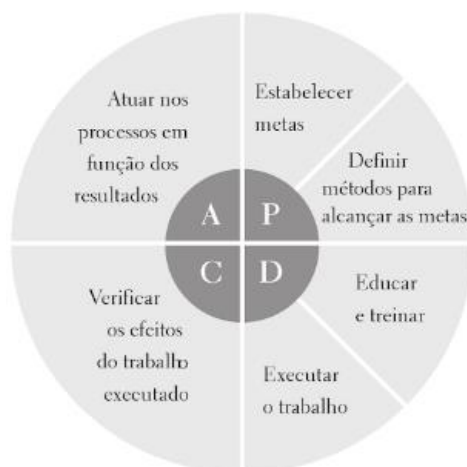 Atuar nos
processos em
função dos
resultados
Estabelecer
metas
Definir
métodos para
alcançar as metas
A
P
C
D
Verificar
os efeitos
do trabalho
executado
Educar
e treinar
Executar
o trabalho